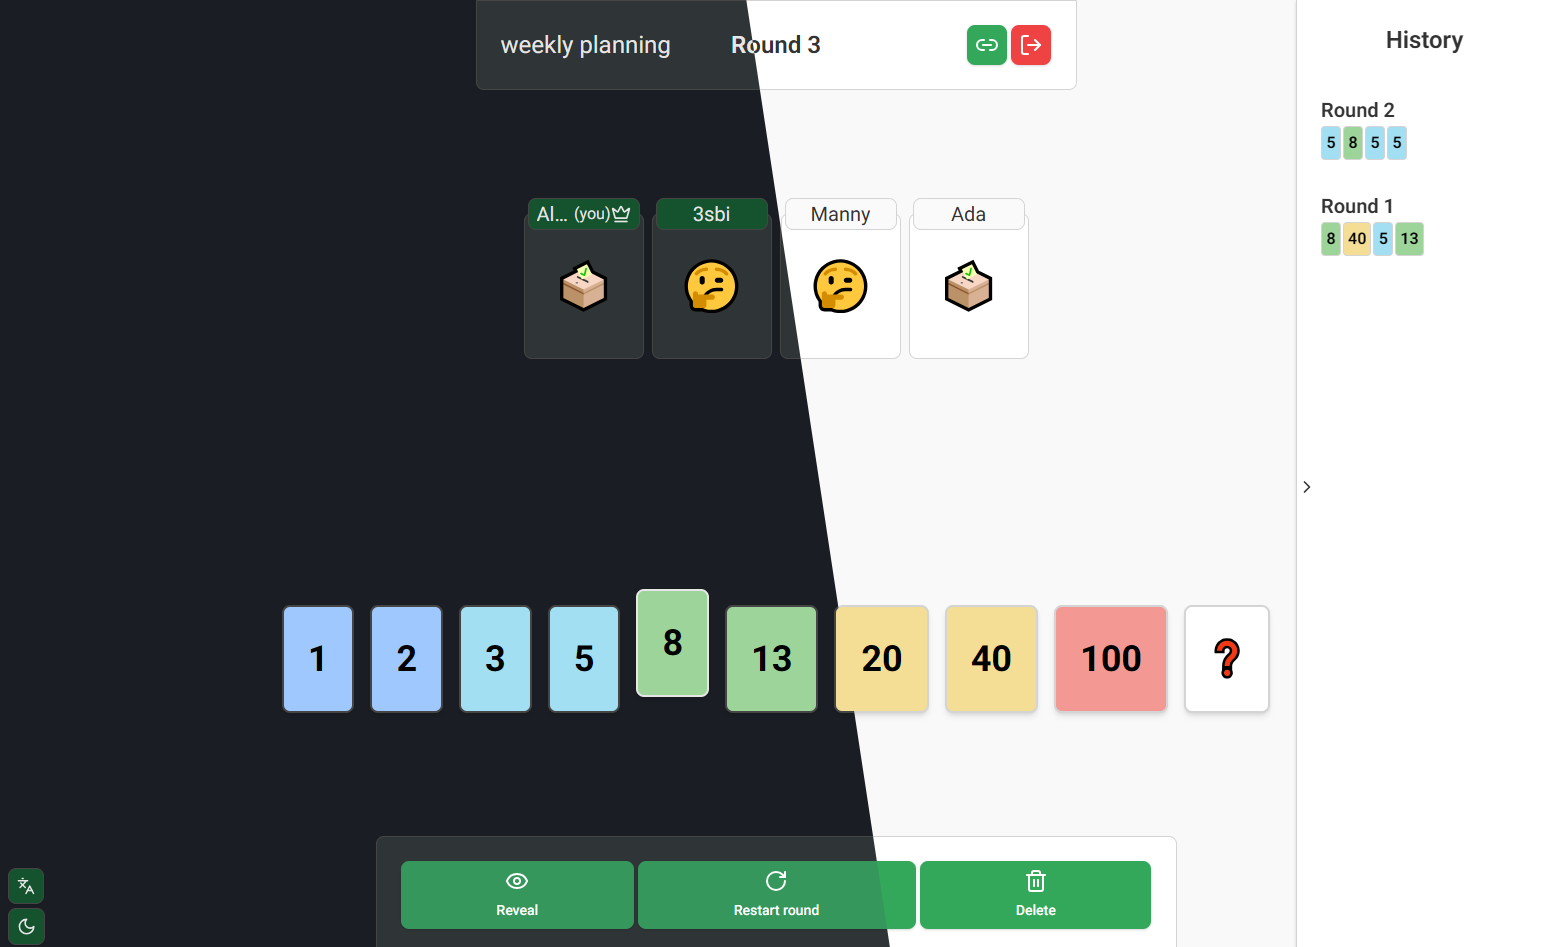 weekly planning
Round 3
Al... (you)
3sbi
Manny
Ada
1
2
3
5
8
13
20
40
100
?
Reveal
Restart round
Delete
History
Round 2
5 8 5 5
Round 1
8 40 5 13